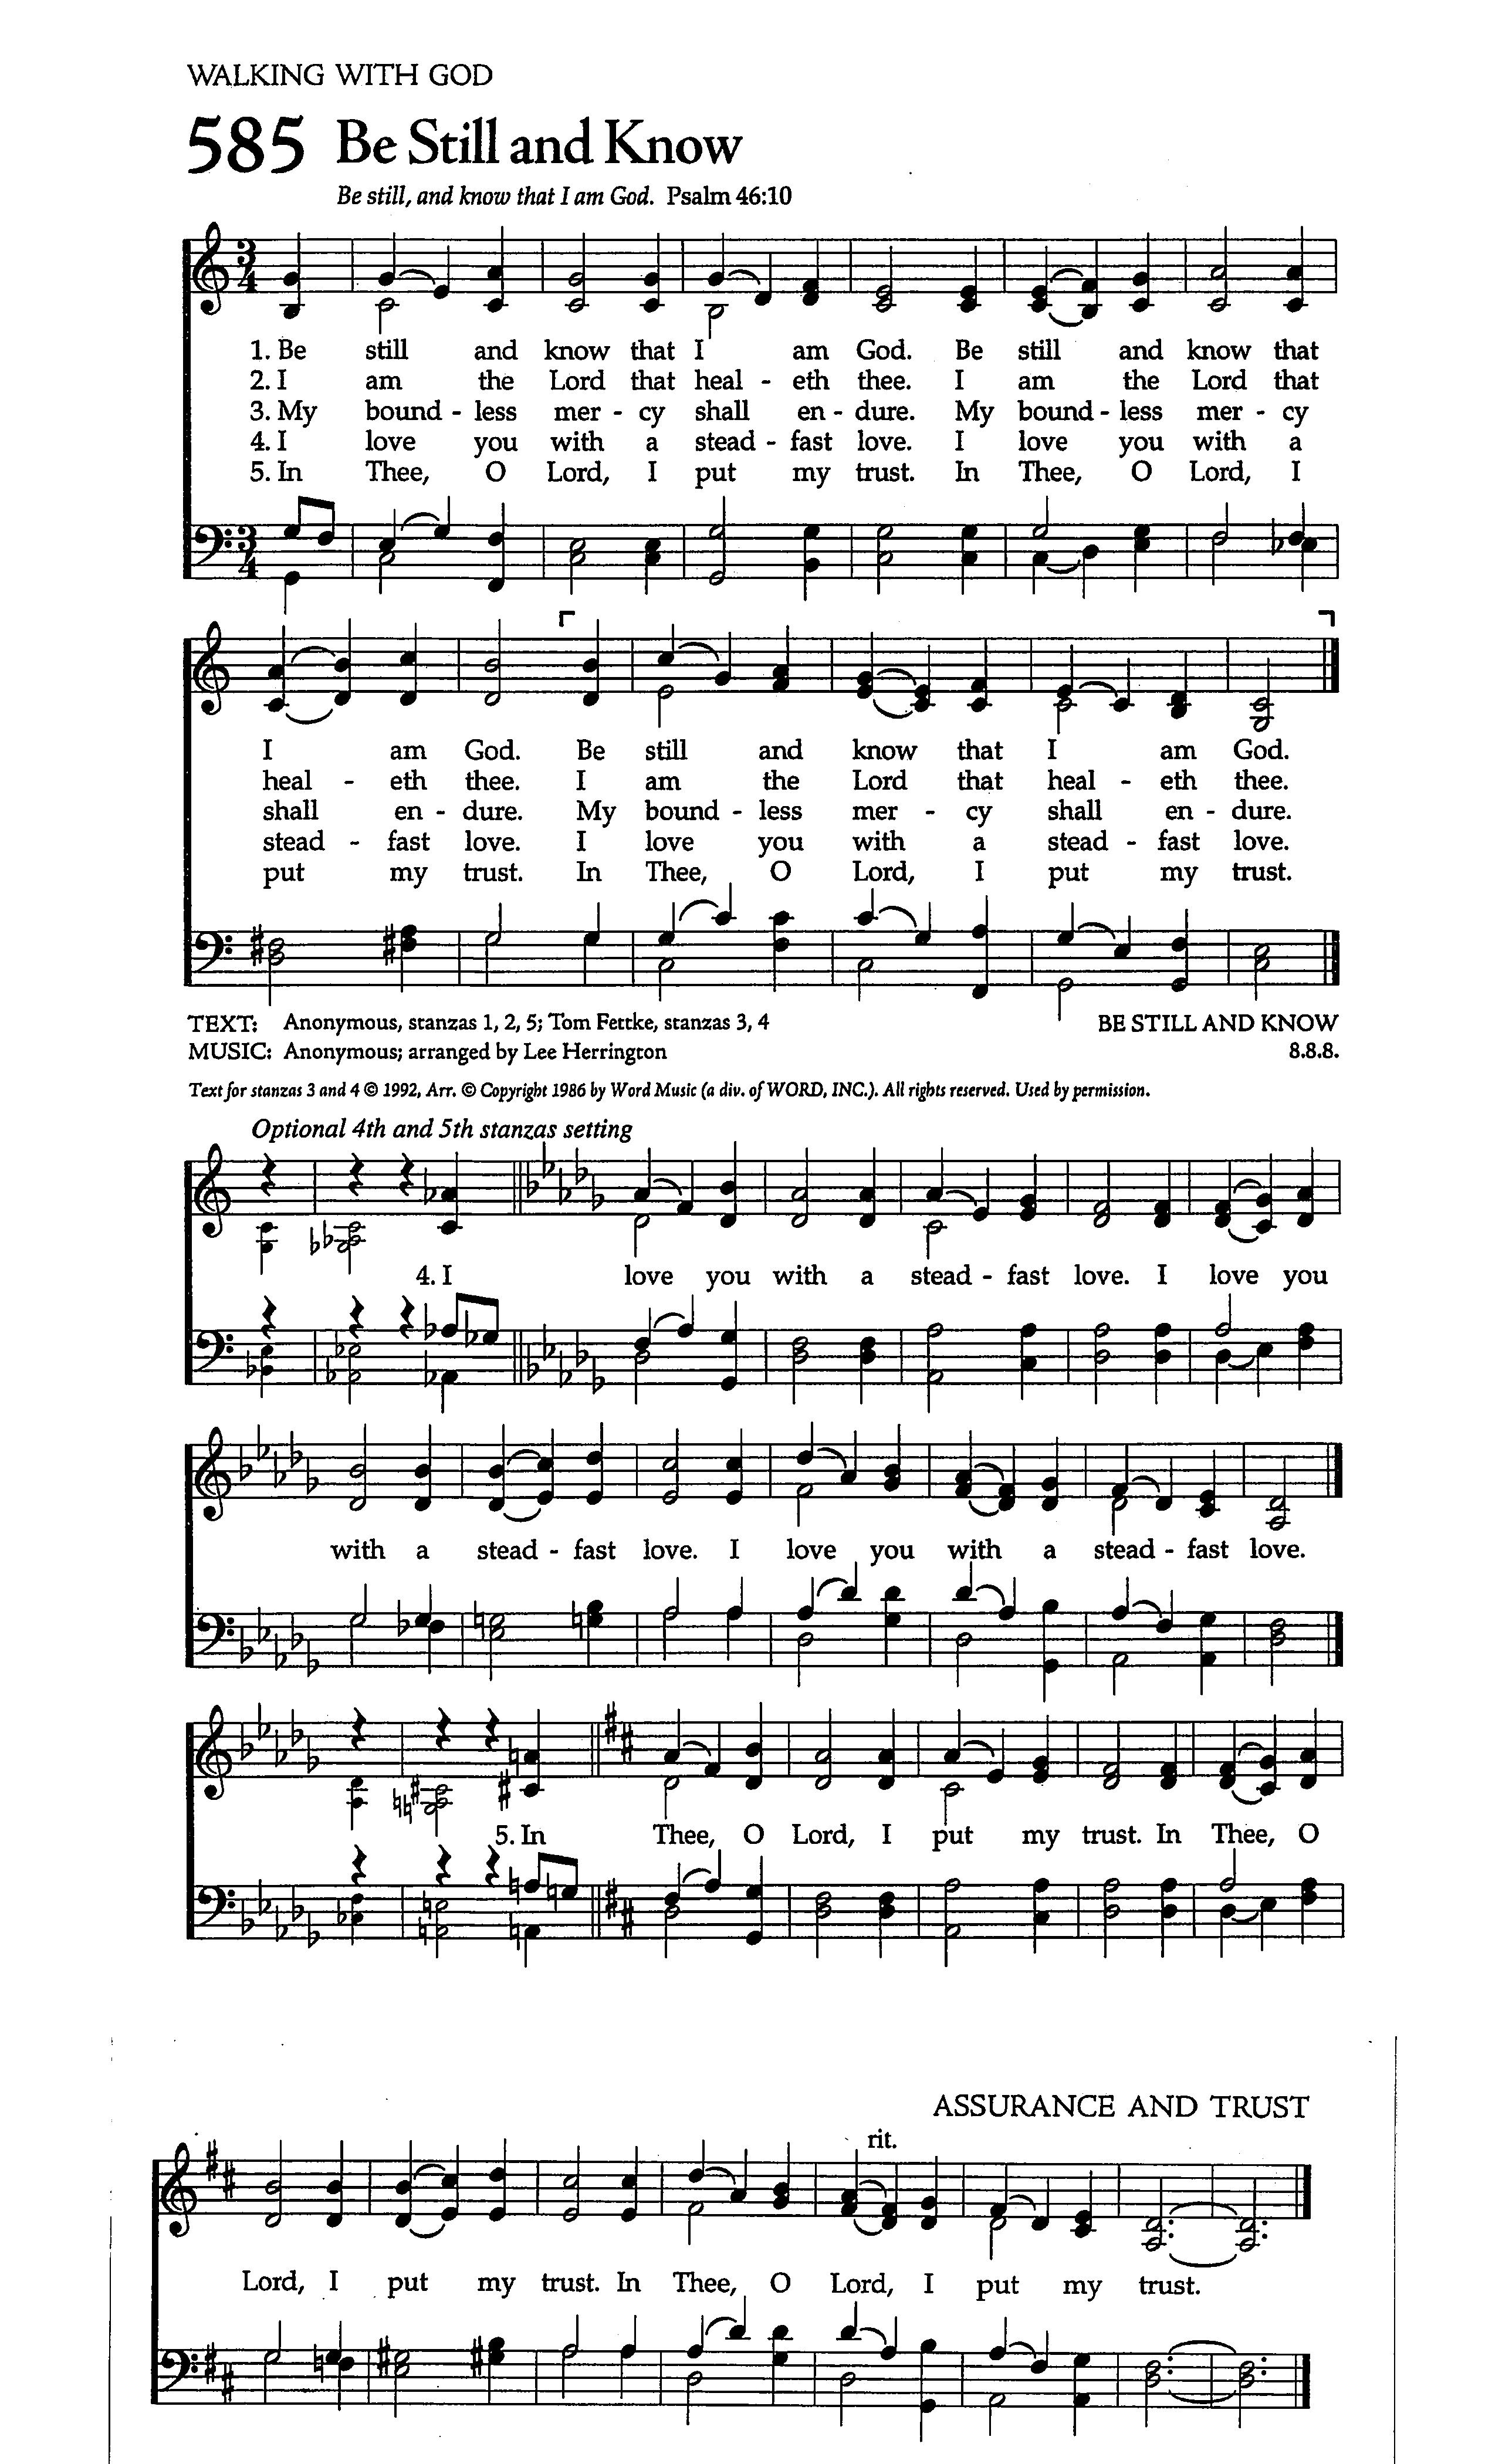 WALKING WITH GOD
585 Be Still and Know
Be still, and know that I am God. Psalm 46:10
1. Be still and know that I am God. Be still and know that
2. I am the Lord that heal - eth thee. I am the Lord that
3. My bound - less mer - cy shall en - dure. My bound - less mer - cy
4. I love you with a stead - fast love. I love you with a
5. In Thee, O Lord, I put my trust. In Thee, O Lord, I
I am God. Be still and know that I am God.
heal - eth thee. I am the Lord that heal - eth thee.
shall en - dure. My bound - less mer - cy shall en - dure.
stead - fast love. I love you with a stead - fast love.
put my trust. In Thee, O Lord, I put my trust.
TEXT: Anonymous, stanzas 1, 2, 5; Tom Fettke, stanzas 3, 4 BE STILL AND KNOW
MUSIC: Anonymous; arranged by Lee Herrington 8.8.8.
Text for stanzas 3 and 4 © 1992, Arr. © Copyright 1986 by Word Music (a div. of WORD, INC.). All rights reserved. Used by permission.
Optional 4th and 5th stanzas setting
4. I love you with a stead - fast love. I love you
with a stead - fast love. I love you with a stead - fast love.
5. In Thee, O Lord, I put my trust. In Thee, O
ASSURANCE AND TRUST
rit.
Lord, I put my trust. In Thee, O Lord, I put my trust.